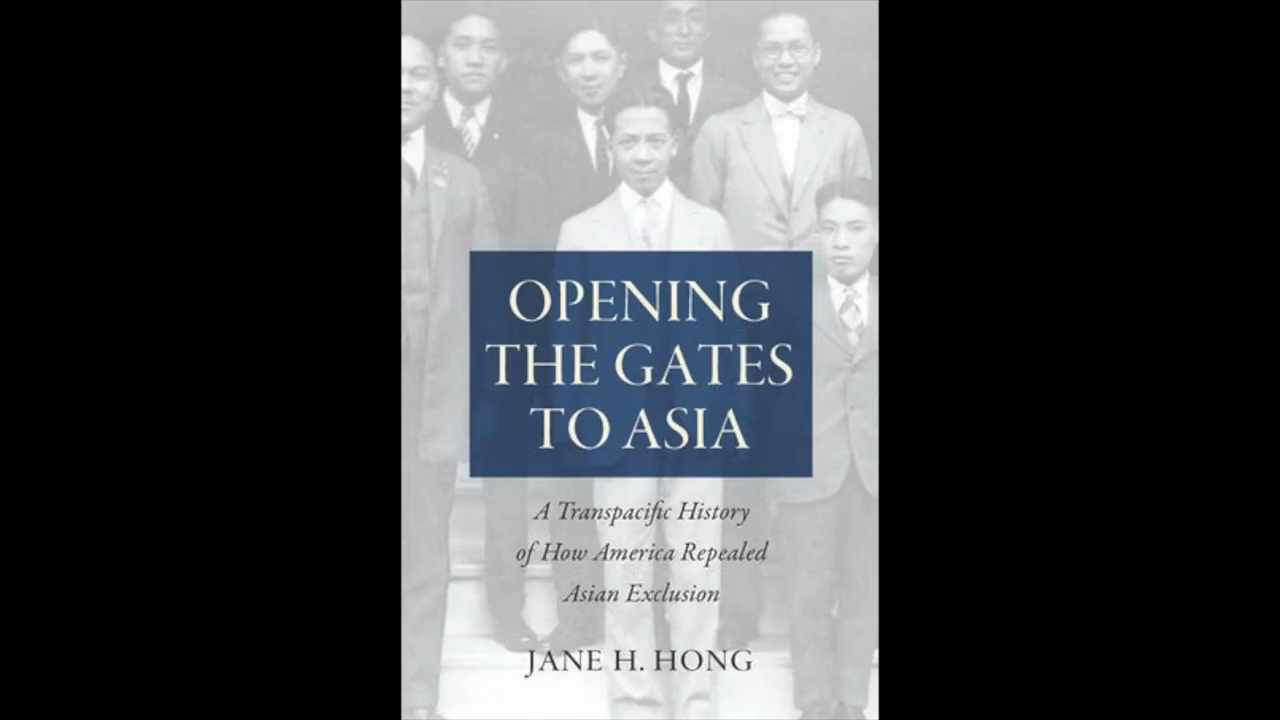 OPENING
THE GATES
TO ASIA
A Transpacific History
of How America Repealed
Asian Exclusion
JANE H. HONG